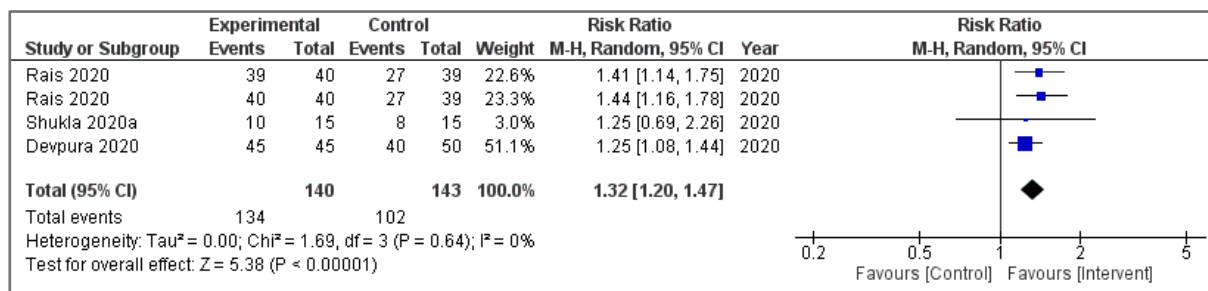 Experimental Control Risk Ratio Risk Ratio
Study or Subgroup Events Total Events Total Weight M-H, Random, 95% CI Year M-H, Random, 95% CI
Rais 2020 39 40 27 39 22.6% 1.41 [1.14, 1.75] 2020
Rais 2020 40 40 27 39 23.3% 1.44 [1.16, 1.78] 2020
Shukla 2020a 10 15 8 15 3.0% 1.25 [0.69, 2.26] 2020
Devpura 2020 45 45 40 50 51.1% 1.25 [1.08, 1.44] 2020
Total (95% CI) 140 143 100.0% 1.32 [1.20, 1.47]
Total events 134 102
Heterogeneity: Tau² = 0.00; Chi² = 1.69, df = 3 (P = 0.64); I² = 0%
Test for overall effect: Z = 5.38 (P < 0.00001)
0.2 0.5 1 2 5
Favours [Control] Favours [Intervent]